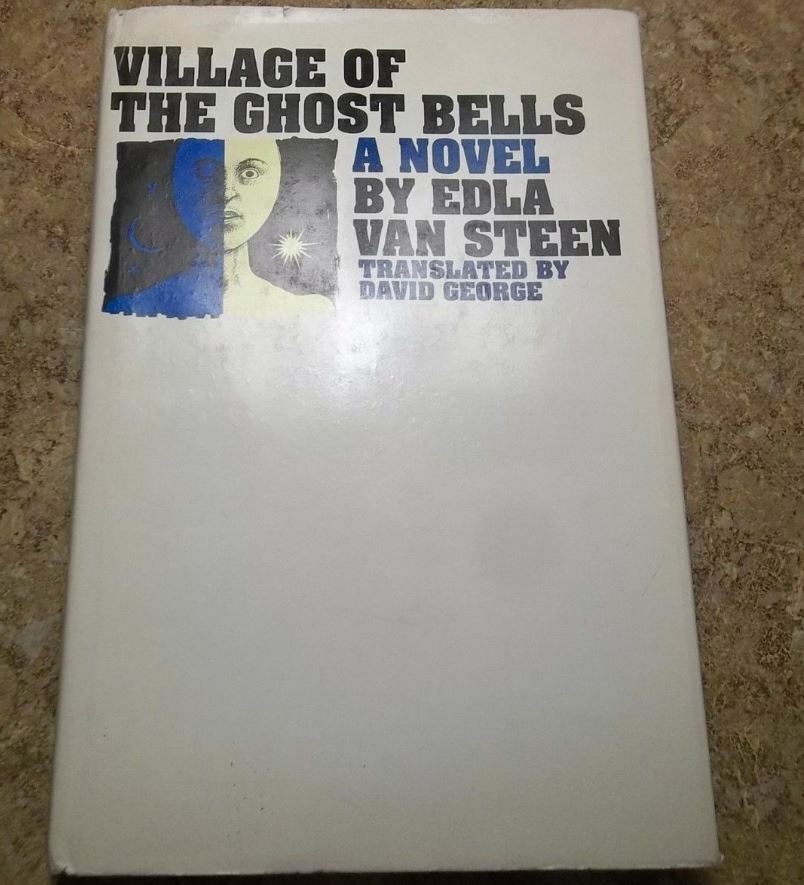 VILLAGE OF
THE GHOST BELLS
A NOVEL
BY EDLA
VAN STEEN
TRANSLATED BY
DAVID GEORGE